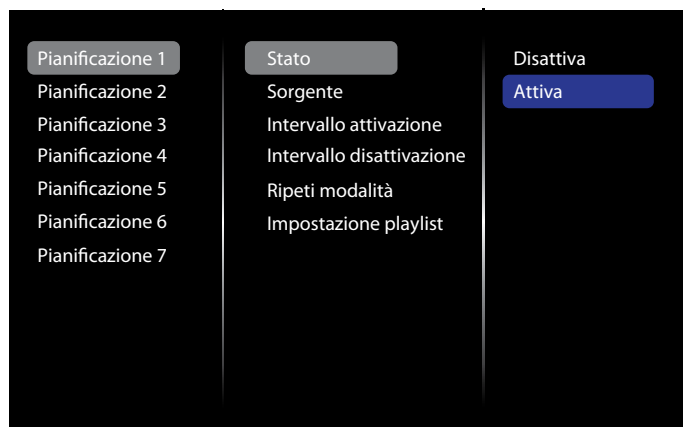 Pianificazione 1
Pianificazione 2
Pianificazione 3
Pianificazione 4
Pianificazione 5
Pianificazione 6
Pianificazione 7
Stato
Sorgente
Intervallo attivazione
Intervallo disattivazione
Ripeti modalità
Impostazione playlist
Disattiva
Attiva